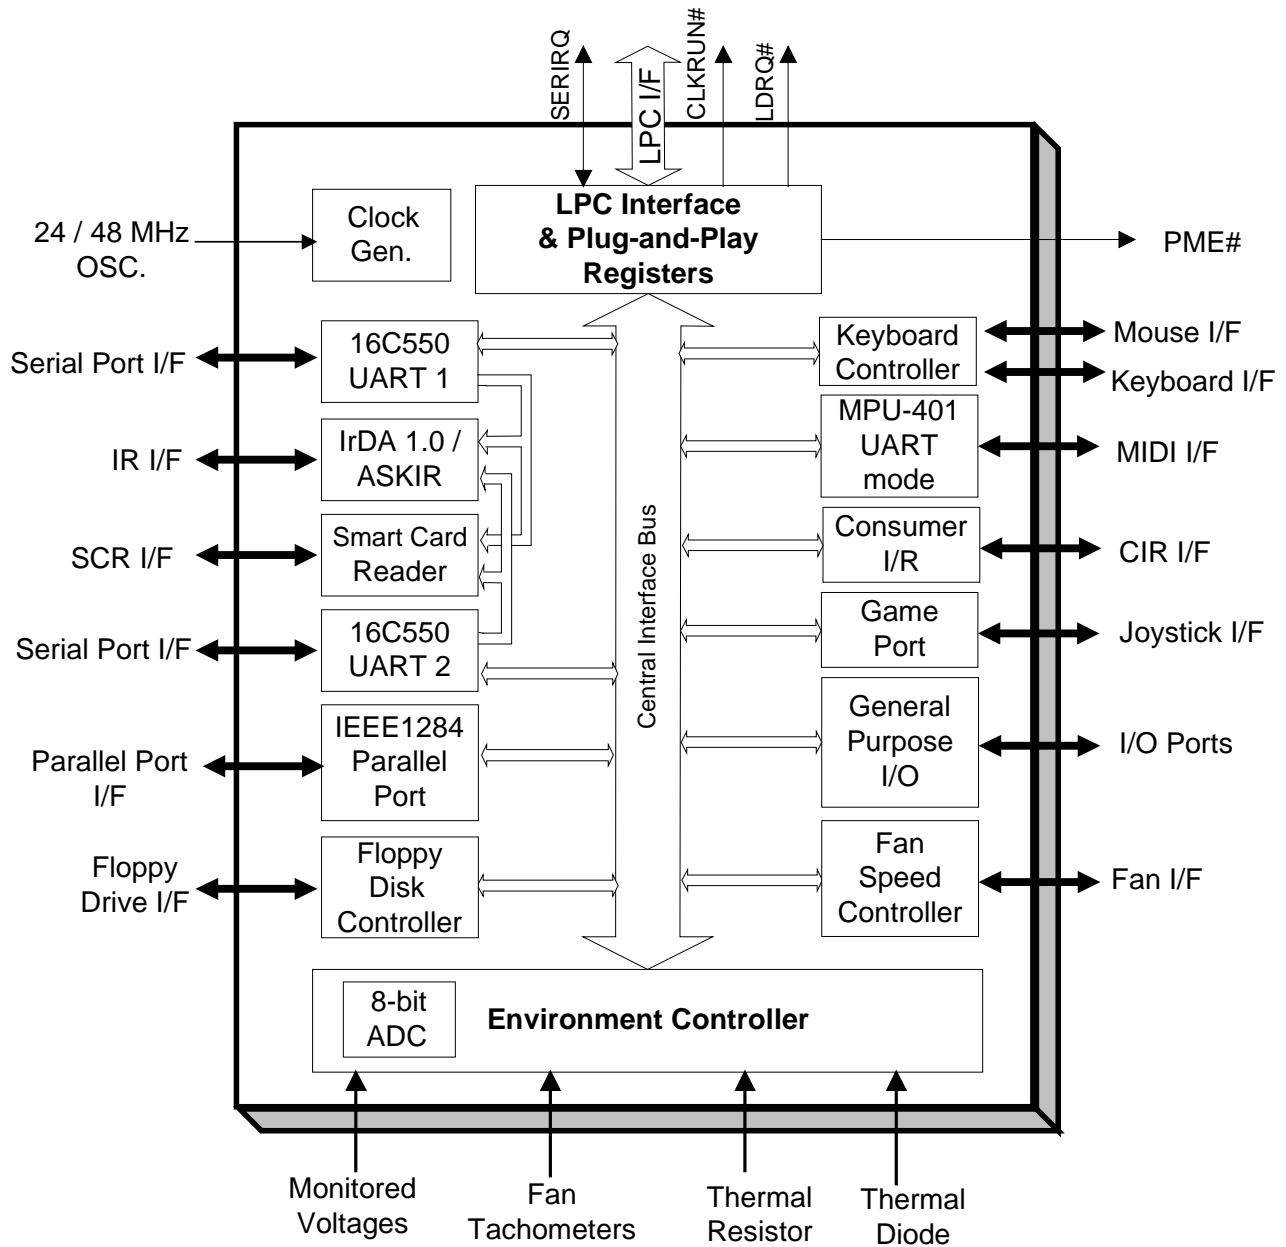 SERIRQ
LPC I/F
CLKRUN#
LDRQ#
24 / 48 MHz
OSC.
Clock
Gen.
LPC Interface
& Plug-and-Play
Registers
PME#
Serial Port I/F
16C550
UART 1
Keyboard
Controller
Mouse I/F
Keyboard I/F
IR I/F
IrDA 1.0 /
ASKIR
MPU-401
UART
mode
MIDI I/F
SCR I/F
Smart Card
Reader
Consumer
I/R
CIR I/F
Central Interface Bus
Serial Port I/F
16C550
UART 2
Game
Port
Joystick I/F
Parallel Port
I/F
IEEE1284
Parallel
Port
General
Purpose
I/O
I/O Ports
Floppy
Drive I/F
Floppy
Disk
Controller
Fan
Speed
Controller
Fan I/F
8-bit
ADC
Environment Controller
Monitored
Voltages
Fan
Tachometers
Thermal
Resistor
Thermal
Diode